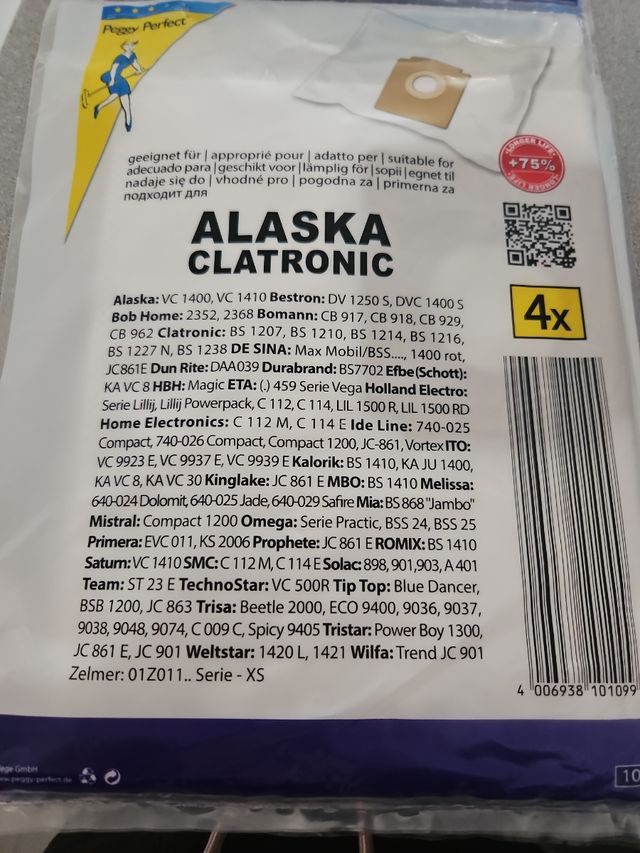 Peggy Perfect
LONGER LIFE
+75%
LONGER LIFE
geeignet für | approprié pour | adatto per | suitable for
adecuado para | geschikt voor | lämplig för | sopii | egnet til
nadaje się do | vhodné pro | pogodna za | primerna za
подходит для
ALASKA
CLATRONIC
4x
Alaska: VC 1400, VC 1410 Bestron: DV 1250 S, DVC 1400 S
Bob Home: 2352, 2368 Bomann: CB 917, CB 918, CB 929,
CB 962 Clatronic: BS 1207, BS 1210, BS 1214, BS 1216,
BS 1227 N, BS 1238 DE SINA: Max Mobil/BSS...., 1400 rot,
JC861E Dun Rite: DAA039 Durabrand: BS7702 Efbe (Schott):
KA VC 8 HBH: Magic ETA: (.) 459 Serie Vega Holland Electro:
Serie Lillij, Lillij Powerpack, C 112, C 114, LIL 1500 R, LIL 1500 RD
Home Electronics: C 112 M, C 114 E Ide Line: 740-025
Compact, 740-026 Compact, Compact 1200, JC-861, Vortex ITO:
VC 9923 E, VC 9937 E, VC 9939 E Kalorik: BS 1410, KA JU 1400,
KA VC 8, KA VC 30 Kinglake: JC 861 E MBO: BS 1410 Melissa:
640-024 Dolomit, 640-025 Jade, 640-029 Safire Mia: BS 868 "Jambo"
Mistral: Compact 1200 Omega: Serie Practic, BSS 24, BSS 25
Primera: EVC 011, KS 2006 Prophete: JC 861 E ROMIX: BS 1410
Saturn: VC 1410 SMC: C 112 M, C 114 E Solac: 898, 901,903, A 401
Team: ST 23 E TechnoStar: VC 500R Tip Top: Blue Dancer,
BSB 1200, JC 863 Trisa: Beetle 2000, ECO 9400, 9036, 9037,
9038, 9048, 9074, C 009 C, Spicy 9405 Tristar: Power Boy 1300,
JC 861 E, JC 901 Weltstar: 1420 L, 1421 Wilfa: Trend JC 901
Zelmer: 01Z011.. Serie - XS
4 006938 101099
lege GmbH
www.peggy-perfect.de
10